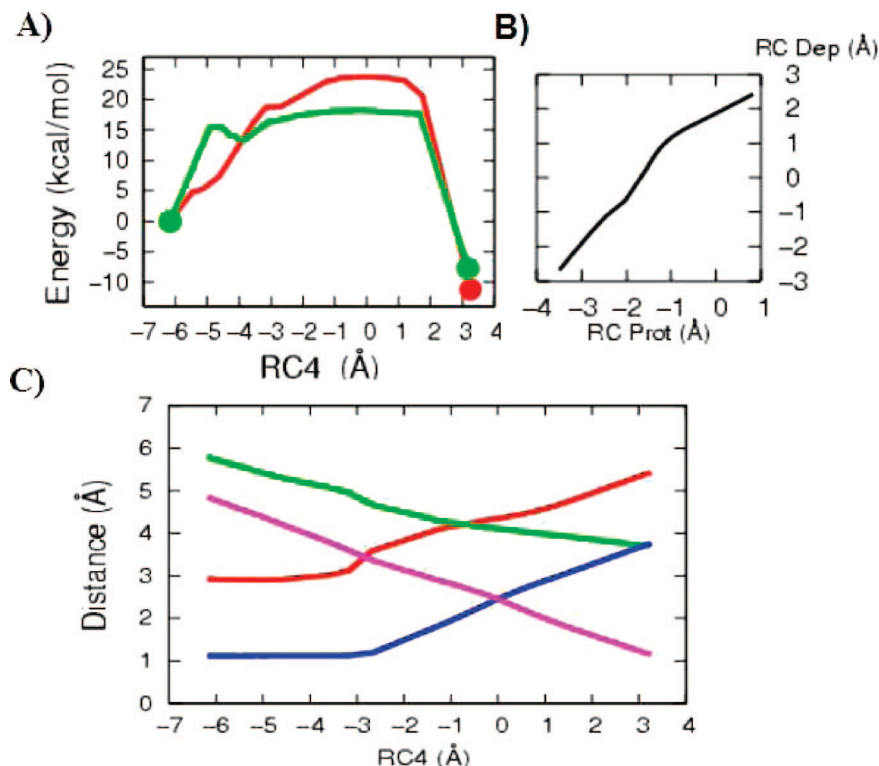 A)
Energy (kcal/mol)
25
20
15
10
5
0
−5
−10
−7 −6 −5 −4 −3 −2 −1 0 1 2 3 4
RC4 (Å)
B)
RC Dep (Å)
3
2
1
0
−1
−2
−3
−4 −3 −2 −1 0 1
RC Prot (Å)
C)
Distance (Å)
7
6
5
4
3
2
1
0
−7 −6 −5 −4 −3 −2 −1 0 1 2 3 4
RC4 (Å)